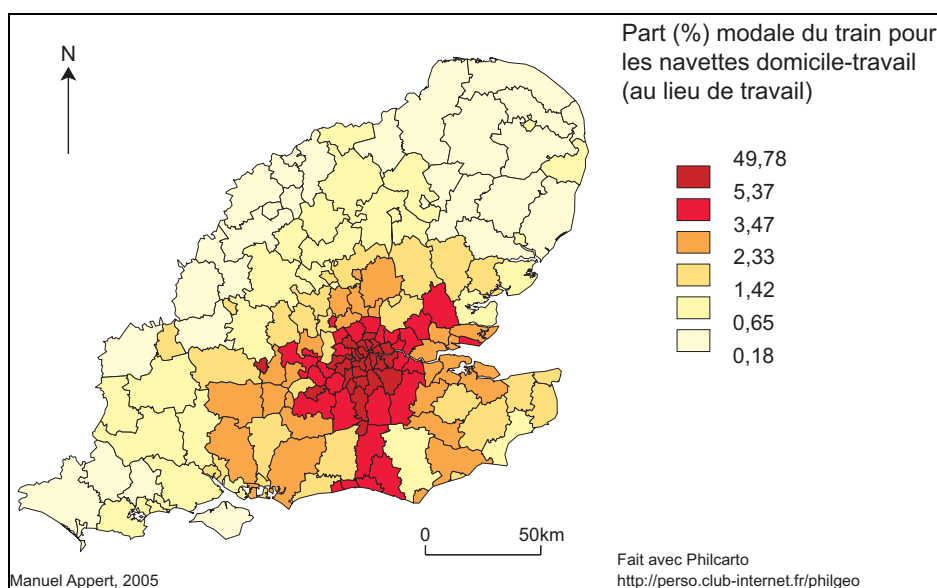 Part (%) modale du train pour
les navettes domicile-travail
(au lieu de travail)
N
49,78
5,37
3,47
2,33
1,42
0,65
0,18
0 50km
Manuel Appert, 2005
Fait avec Philcarto
http://perso.club-internet.fr/philgeo